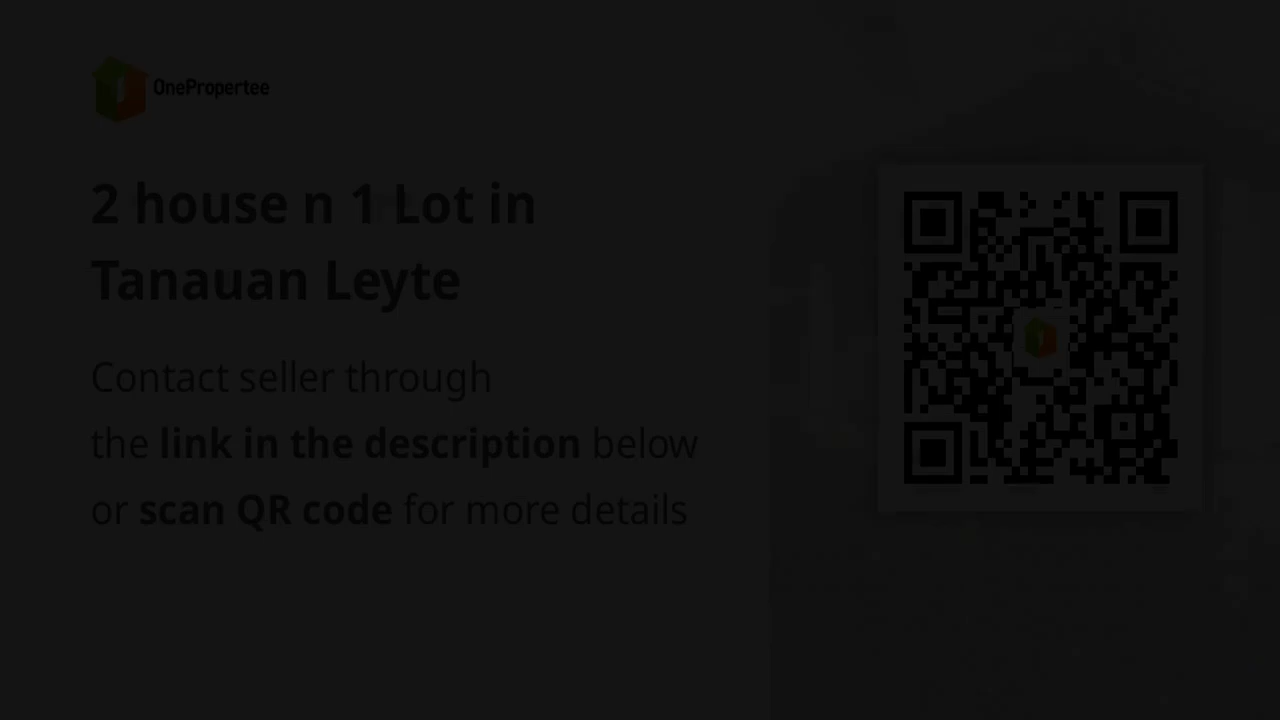 OnePropertee
2 house n 1 Lot in
Tanauan Leyte
Contact seller through
the link in the description below
or scan QR code for more details